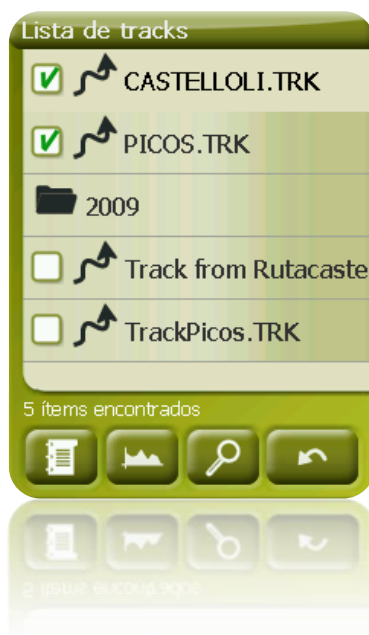 Lista de tracks
CASTELLOLI.TRK
PICOS.TRK
2009
Track from Rutacaste
TrackPicos.TRK
5 ítems encontrados